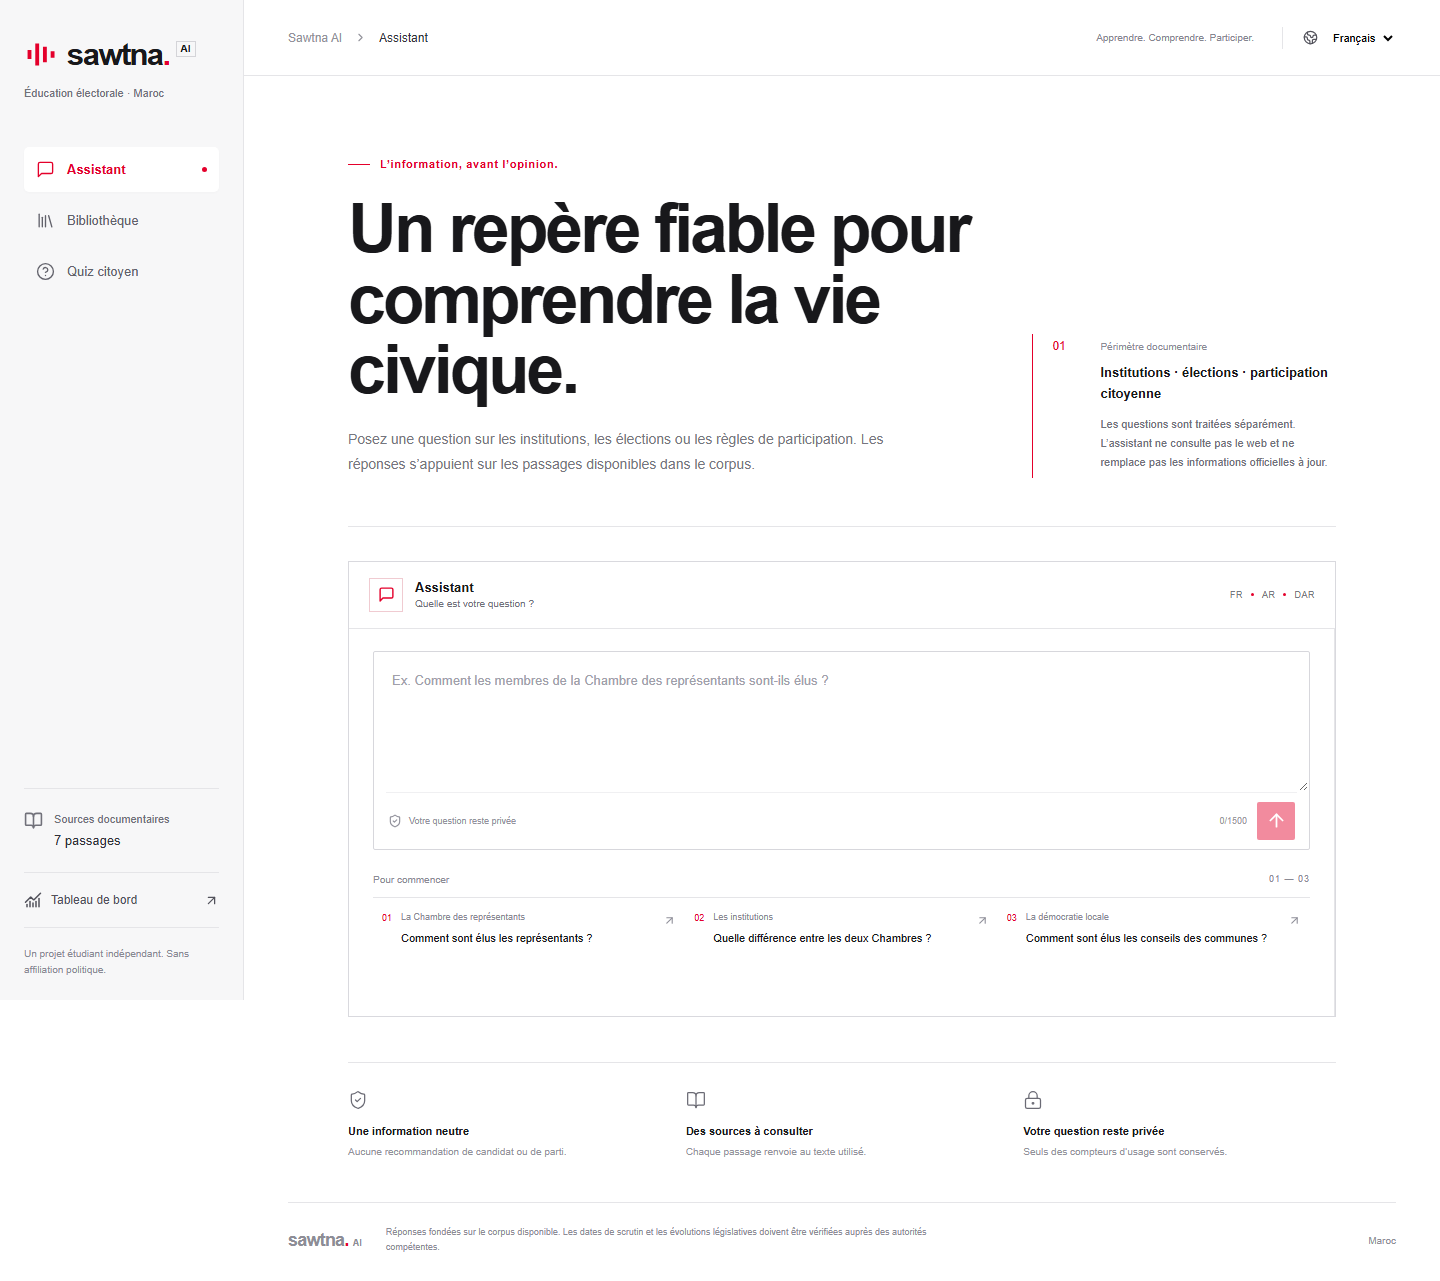 sawtna. AI
Éducation électorale · Maroc
Assistant
Bibliothèque
Quiz citoyen
Sources documentaires
7 passages
Tableau de bord
Un projet étudiant indépendant. Sans
affiliation politique.
Sawtna AI > Assistant
Apprendre. Comprendre. Participer.
Français
L’information, avant l’opinion.
Un repère fiable pour
comprendre la vie
civique.
Posez une question sur les institutions, les élections ou les règles de participation. Les
réponses s’appuient sur les passages disponibles dans le corpus.
01
Périmètre documentaire
Institutions · élections · participation
citoyenne
Les questions sont traitées séparément.
L’assistant ne consulte pas le web et ne
remplace pas les informations officielles à jour.
Assistant
Quelle est votre question ?
FR • AR • DAR
Ex. Comment les membres de la Chambre des représentants sont-ils élus ?
Votre question reste privée
0/1500
Pour commencer
01 — 03
01 La Chambre des représentants
Comment sont élus les représentants ?
02 Les institutions
Quelle différence entre les deux Chambres ?
03 La démocratie locale
Comment sont élus les conseils des communes ?
Une information neutre
Aucune recommandation de candidat ou de parti.
Des sources à consulter
Chaque passage renvoie au texte utilisé.
Votre question reste privée
Seuls des compteurs d’usage sont conservés.
sawtna. AI
Réponses fondées sur le corpus disponible. Les dates de scrutin et les évolutions législatives doivent être vérifiées auprès des autorités
compétentes.
Maroc